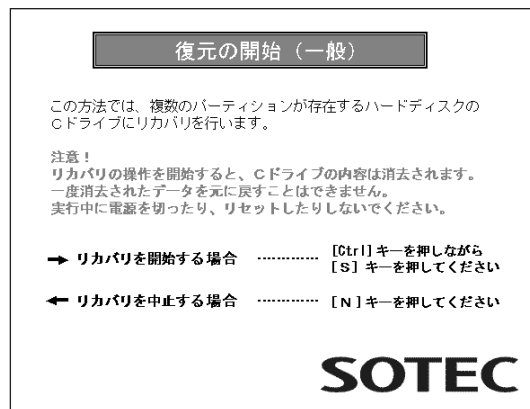 復元の開始（一般）
この方法では、複数のパーティションが存在するハードディスクの
Cドライブにリカバリを行います。
注意！
リカバリの操作を開始すると、Cドライブの内容は消去されます。
一度消去されたデータを元に戻すことはできません。
実行中に電源を切ったり、リセットしたりしないでください。
➞ リカバリを開始する場合 ………… [Ctrl]キーを押しながら
[S]キーを押してください
← リカバリを中止する場合 ………… [N]キーを押してください
SOTEC